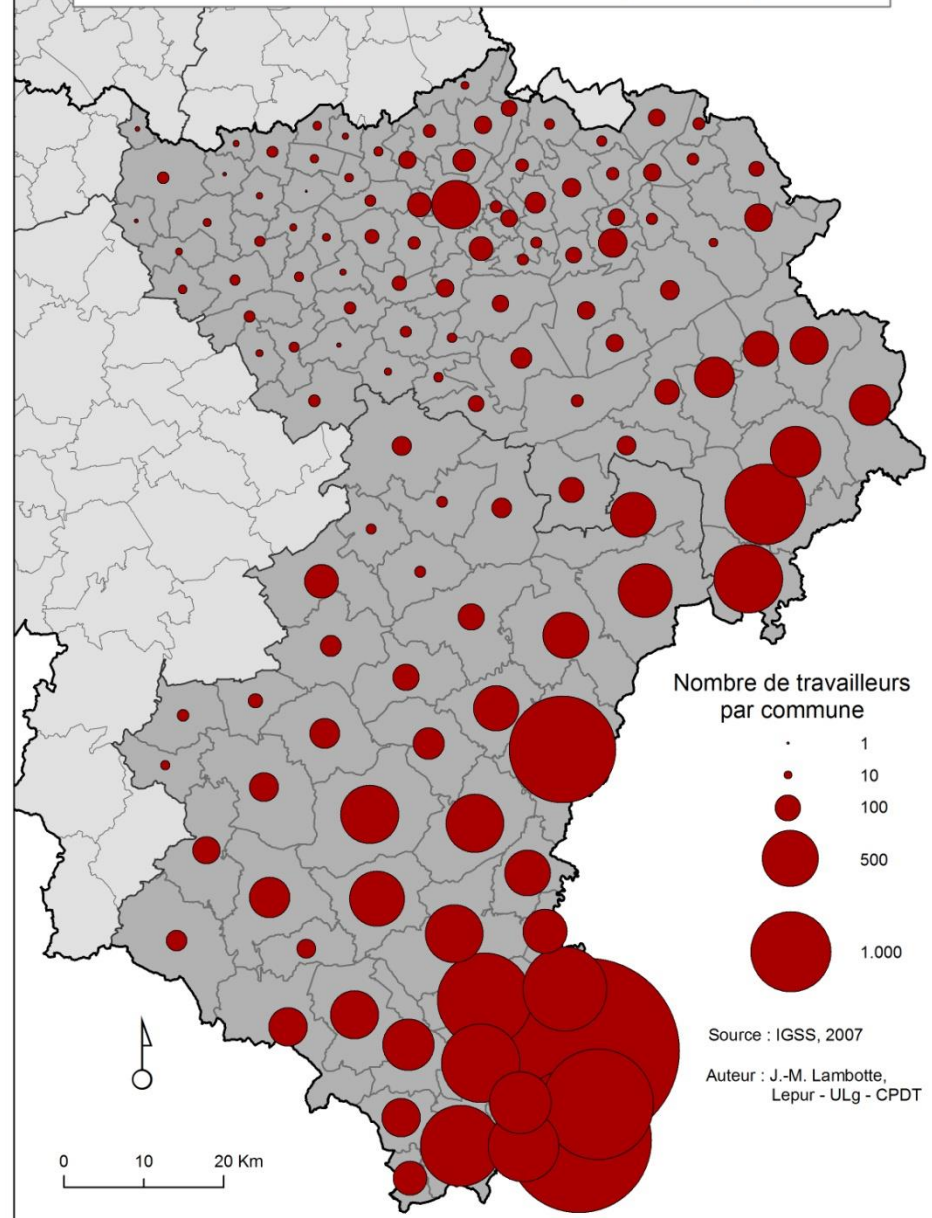 Nombre de travailleurs
par commune
1
10
100
500
1.000
Source : IGSS, 2007
Auteur : J.-M. Lambotte,
Lepur - ULg - CPDT
0 10 20 Km